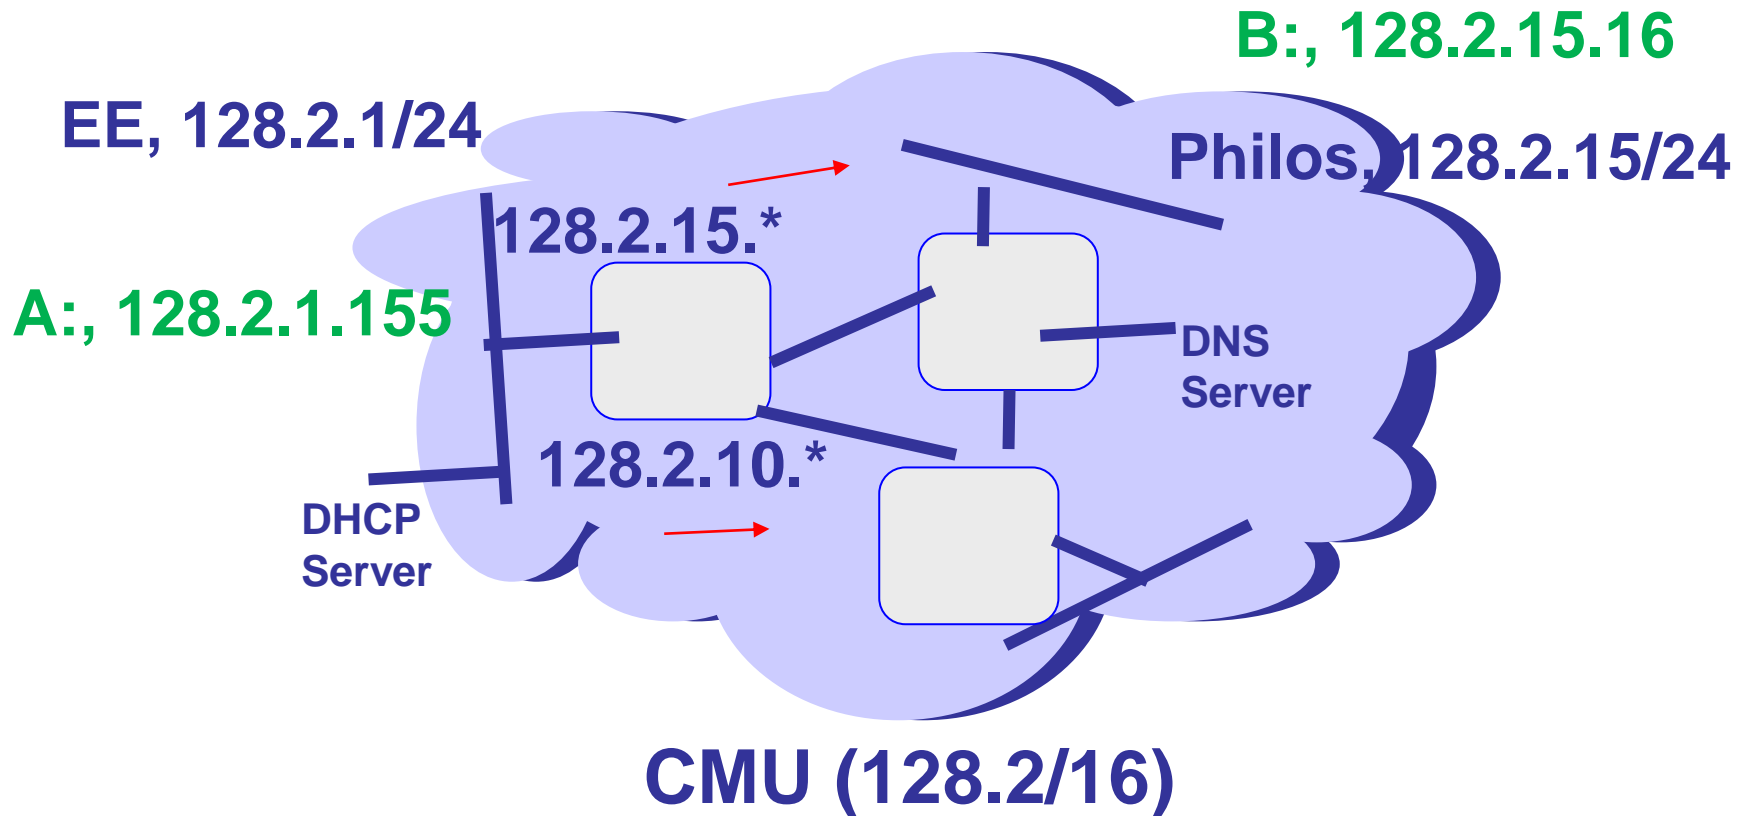 B:, 128.2.15.16
EE, 128.2.1/24
Philos, 128.2.15/24
128.2.15.*
A:, 128.2.1.155
DNS
Server
128.2.10.*
DHCP
Server
CMU (128.2/16)